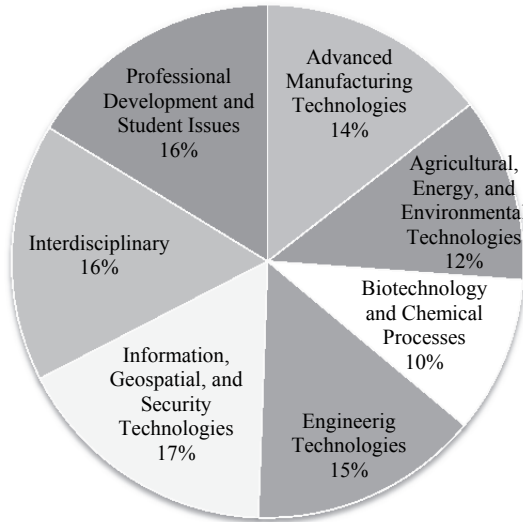 Professional
Development and
Student Issues
16%
Advanced
Manufacturing
Technologies
14%
Agricultural,
Energy, and
Environmental
Technologies
12%
Interdisciplinary
16%
Biotechnology
and Chemical
Processes
10%
Information,
Geospatial, and
Security
Technologies
17%
Engineerig
Technologies
15%